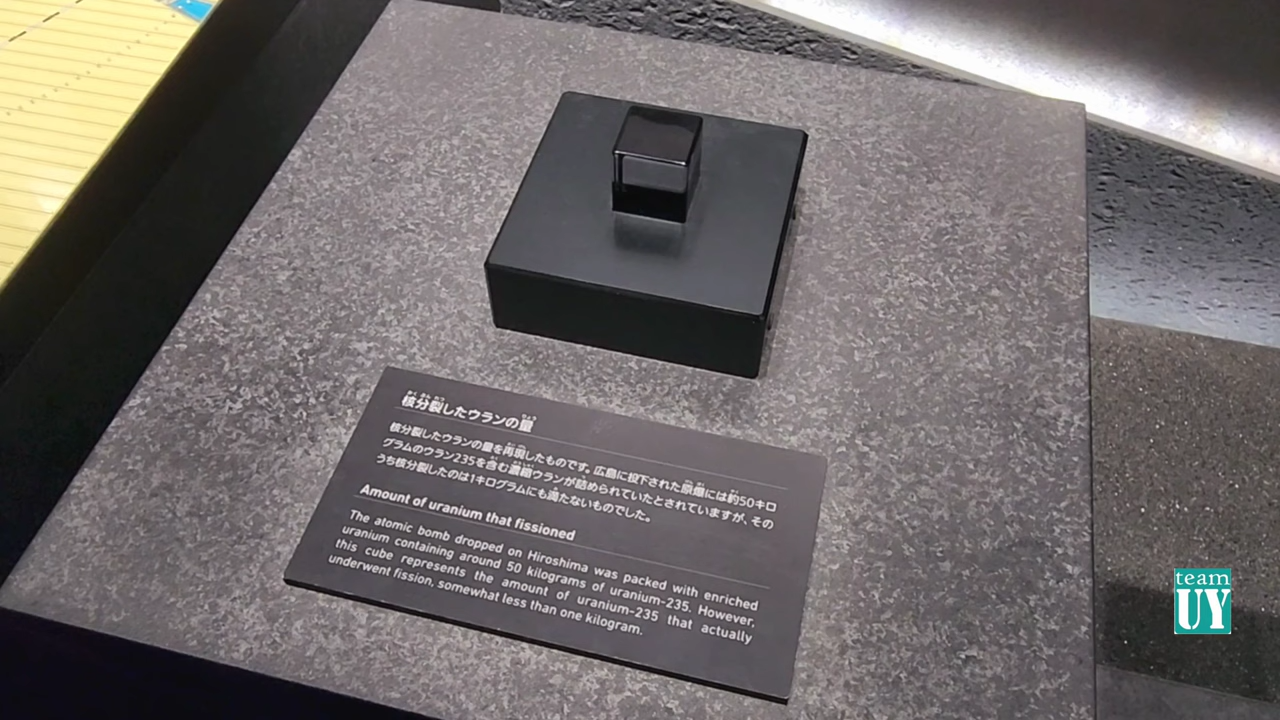 核分裂したウランの量
核分裂したウランの量を再現したものです。広島に投下された原爆には約50キロ
グラムのウラン235を含む濃縮ウランが詰められていたとされていますが、その
うち核分裂したのは1キログラムにも満たないものでした。
Amount of uranium that fissioned
The atomic bomb dropped on Hiroshima was packed with enriched
uranium containing around 50 kilograms of uranium-235. However,
this cube represents the amount of uranium-235 that actually
underwent fission, somewhat less than one kilogram.
team
UY